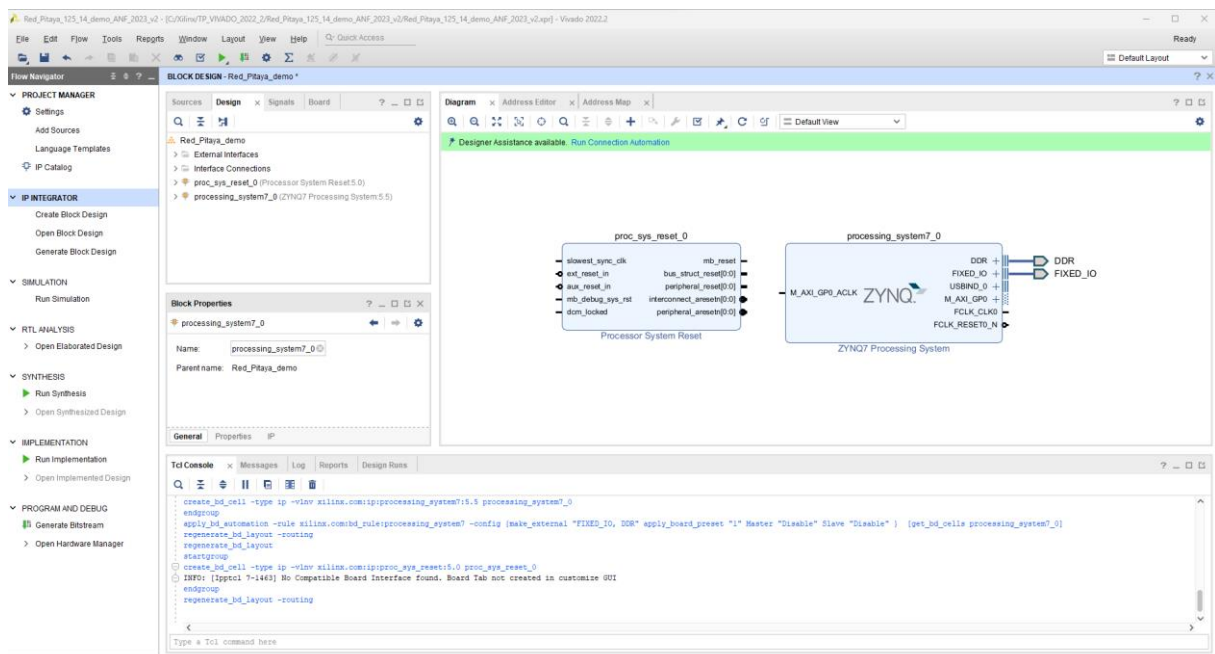 Red_Pitaya_125_14_demo_ANF_2023_v2 - [C:/Xilinx/TP_VIVADO_2022_2/Red_Pitaya_125_14_demo_ANF_2023_v2/Red_Pitaya_125_14_demo_ANF_2023_v2.xpr] - Vivado 2022.2
File Edit Flow Tools Reports Window Layout View Help Quick Access Ready
Default Layout
Flow Navigator
PROJECT MANAGER
Settings
Add Sources
Language Templates
IP Catalog
IP INTEGRATOR
Create Block Design
Open Block Design
Generate Block Design
SIMULATION
Run Simulation
RTL ANALYSIS
Open Elaborated Design
SYNTHESIS
Run Synthesis
Open Synthesized Design
IMPLEMENTATION
Run Implementation
Open Implemented Design
PROGRAM AND DEBUG
Generate Bitstream
Open Hardware Manager
BLOCK DESIGN - Red_Pitaya_demo *
Sources Design Signals Board
Red_Pitaya_demo
External Interfaces
Interface Connections
proc_sys_reset_0 (Processor System Reset:5.0)
processing_system7_0 (ZYNQ7 Processing System:5.5)
Block Properties
processing_system7_0
Name: processing_system7_0
Parent name: Red_Pitaya_demo
General Properties IP
Diagram Address Editor Address Map
Default View
Designer Assistance available. Run Connection Automation
proc_sys_reset_0
slowest_sync_clk mb_reset
ext_reset_in bus_struct_reset[0:0]
aux_reset_in peripheral_reset[0:0]
mb_debug_sys_rst interconnect_aresetn[0:0]
dcm_locked peripheral_aresetn[0:0]
Processor System Reset
processing_system7_0
DDR
FIXED_IO
USBIND_0
M_AXI_GP0_ACLK ZYNQ M_AXI_GP0
FCLK_CLK0
FCLK_RESET0_N
ZYNQ7 Processing System
DDR
FIXED_IO
Tcl Console Messages Log Reports Design Runs
create_bd_cell -type ip -vlnv xilinx.com:ip:processing_system7:5.5 processing_system7_0
endgroup
apply_bd_automation -rule xilinx.com:bd_rule:processing_system7 -config {make_external "FIXED_IO, DDR" apply_board_preset "1" Master "Disable" Slave "Disable" } [get_bd_cells processing_system7_0]
regenerate_bd_layout -routing
regenerate_bd_layout
startgroup
create_bd_cell -type ip -vlnv xilinx.com:ip:proc_sys_reset:5.0 proc_sys_reset_0
INFO: [Ipptcl 7-1463] No Compatible Board Interface found. Board Tab not created in customize GUI
endgroup
regenerate_bd_layout -routing
Type a Tcl command here